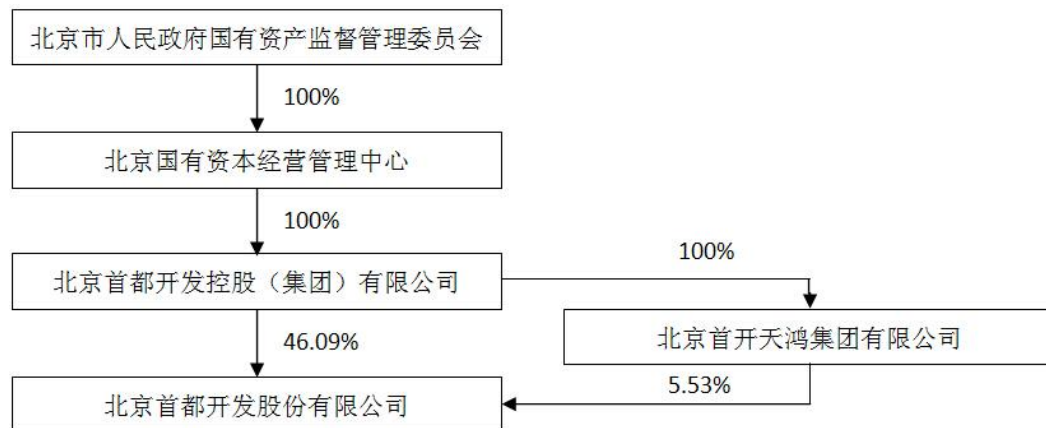 北京市人民政府国有资产监督管理委员会
100%
北京国有资本经营管理中心
100%
北京首都开发控股（集团）有限公司
100%
46.09%
北京首开天鸿集团有限公司
5.53%
北京首都开发股份有限公司